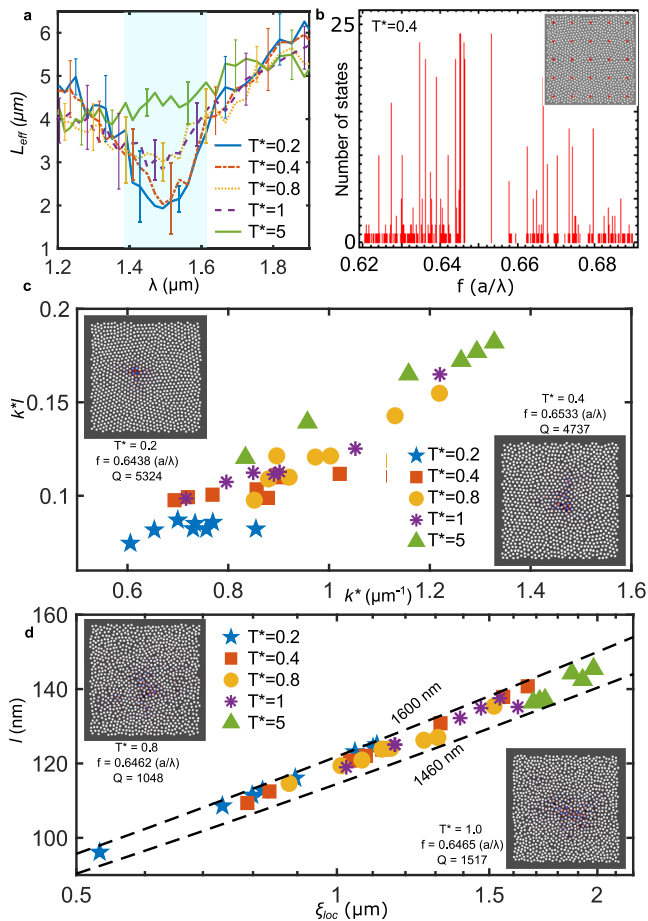 a
L_eff (μm)
6
5
4
3
2
1
1.2
1.4
1.6
1.8
λ (μm)
T*=0.2
T*=0.4
T*=0.8
T*=1
T*=5
b
T*=0.4
Number of states
25
0
0.62
0.64
0.66
0.68
f (a/λ)
c
k*l
0.2
0.15
0.1
0.6
0.8
1
1.2
1.4
1.6
k* (μm⁻¹)
T* = 0.2
f = 0.6438 (a/λ)
Q = 5324
T* = 0.4
f = 0.6533 (a/λ)
Q = 4737
T*=0.2
T*=0.4
T*=0.8
T*=1
T*=5
d
l (nm)
160
140
120
100
0.5
1
1.5
2
ξ_loc (μm)
T*=0.2
T*=0.4
T*=0.8
T*=1
T*=5
1600 nm
1460 nm
T* = 0.8
f = 0.6462 (a/λ)
Q = 1048
T* = 1.0
f = 0.6465 (a/λ)
Q = 1517